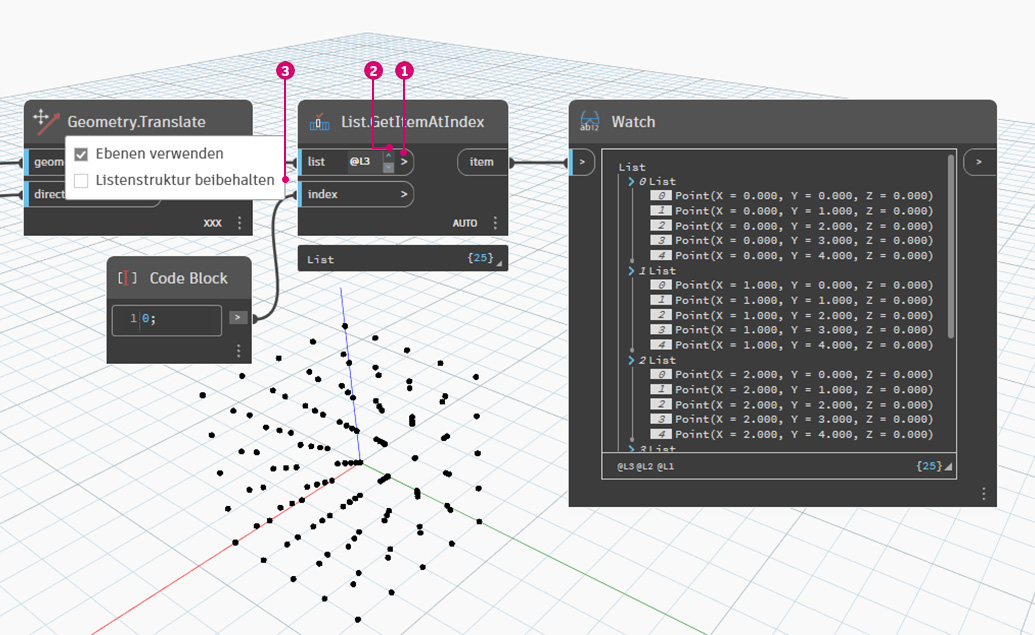 3
2
1
Geometry.Translate
List.GetItemAtIndex
Watch
ab12
Ebenen verwenden
Listenstruktur beibehalten
geom
direct
XXX
list @L3 >
item
index >
AUTO
List {25}
Code Block
1 0; >
>
>
List
0 List
0 Point(X = 0.000, Y = 0.000, Z = 0.000)
1 Point(X = 0.000, Y = 1.000, Z = 0.000)
2 Point(X = 0.000, Y = 2.000, Z = 0.000)
3 Point(X = 0.000, Y = 3.000, Z = 0.000)
4 Point(X = 0.000, Y = 4.000, Z = 0.000)
1 List
0 Point(X = 1.000, Y = 0.000, Z = 0.000)
1 Point(X = 1.000, Y = 1.000, Z = 0.000)
2 Point(X = 1.000, Y = 2.000, Z = 0.000)
3 Point(X = 1.000, Y = 3.000, Z = 0.000)
4 Point(X = 1.000, Y = 4.000, Z = 0.000)
2 List
0 Point(X = 2.000, Y = 0.000, Z = 0.000)
1 Point(X = 2.000, Y = 1.000, Z = 0.000)
2 Point(X = 2.000, Y = 2.000, Z = 0.000)
3 Point(X = 2.000, Y = 3.000, Z = 0.000)
4 Point(X = 2.000, Y = 4.000, Z = 0.000)
3 List
@L3 @L2 @L1 {25}